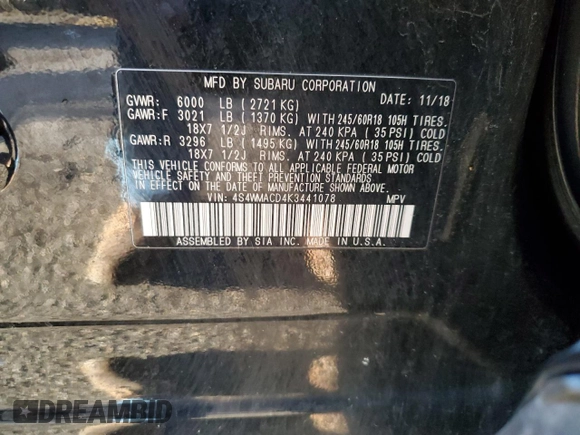 MFD BY SUBARU CORPORATION
GVWR: 6000 LB (2721 KG) DATE: 11/18
GAWR:F 3021 LB (1370 KG) WITH 245/60R18 105H TIRES.
18X7 1/2J RIMS. AT 240 KPA (35 PSI) COLD
GAWR:R 3296 LB (1495 KG) WITH 245/60R18 105H TIRES.
18X7 1/2J RIMS. AT 240 KPA (35 PSI) COLD
THIS VEHICLE CONFORMS TO ALL APPLICABLE FEDERAL MOTOR
VEHICLE SAFETY AND THEFT PREVENTION STANDARDS
IN EFFECT ON THE DATE OF MANUFACTURE SHOWN ABOVE.
VIN: 4S4WMACD4K3441078 MPV
ASSEMBLED BY SIA INC. MADE IN U.S.A.
DREAMBID